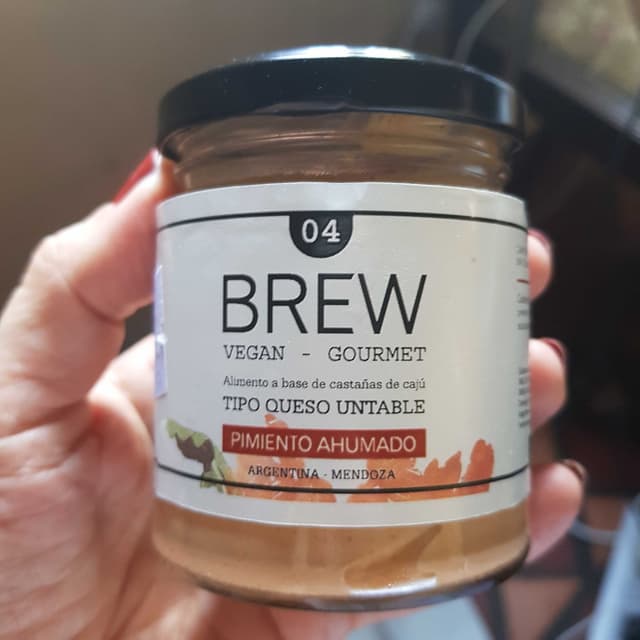 04
BREW
VEGAN - GOURMET
Alimento a base de castañas de cajú
TIPO QUESO UNTABLE
PIMIENTO AHUMADO
ARGENTINA - MENDOZA